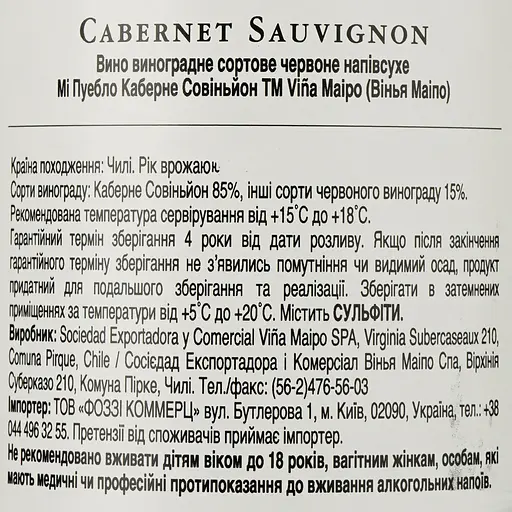 CABERNET SAUVIGNON
Вино виноградне сортове червоне напівсухе
Мі Пуебло Каберне Совіньйон ТМ Viña Maipo (Вінья Маіпо)
Країна походження: Чилі. Рік врожаю
Сорти винограду: Каберне Совіньйон 85%, інші сорти червоного винограду 15%.
Рекомендована температура сервірування від +15˚С до +18˚С.
Гарантійний термін зберігання 4 роки від дати розливу. Якщо після закінчення
гарантійного терміну зберігання не з’явились помутніння чи видимий осад, продукт
придатний для подальшого зберігання та реалізації. Зберігати в затемнених
приміщеннях за температури від +5˚С до +20˚С. Містить СУЛЬФІТИ.
Виробник: Sociedad Exportadora y Comercial Viña Maipo SPA, Virginia Subercaseaux 210,
Comuna Pirque, Chile / Сосієдад Експортадора і Комерсіал Вінья Маіпо Спа, Вірхінія
Суберказо 210, Комуна Пірке, Чилі. Тел./факс: (56-2)476-56-03
Імпортер: ТОВ «ФОЗЗІ КОММЕРЦ» вул. Бутлерова 1, м. Київ, 02090, Україна, тел.: +38
044 496 32 55. Претензії від споживачів приймає імпортер.
Не рекомендовано вживати дітям віком до 18 років, вагітним жінкам, особам, які
мають медичні чи професійні протипоказання до вживання алкогольних напоїв.